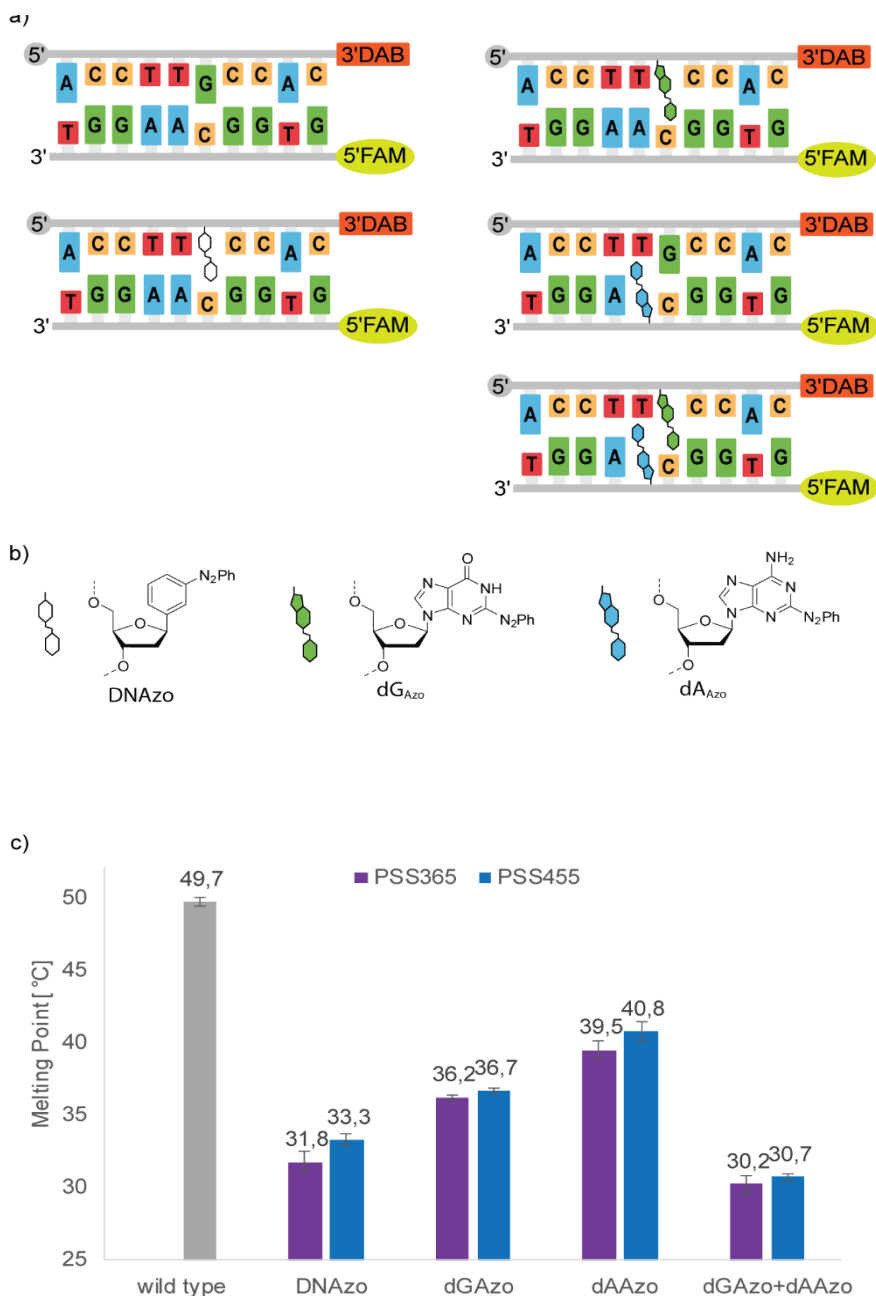 a)
5' A C C T T G C C A C 3'DAB
T G G A A C G G T G
3' 5'FAM
5' A C C T T C C A C 3'DAB
T G G A A C G G T G
3' 5'FAM
5' A C C T T C C A C 3'DAB
T G G A A C G G T G
3' 5'FAM
5' A C C T T G C C A C 3'DAB
T G G A C G G T G
3' 5'FAM
5' A C C T T C C A C 3'DAB
T G G A C G G T G
3' 5'FAM
b)
N₂Ph
O
O
O
DNAzo
O
N
NH
N
N
N₂Ph
O
O
O
dG_Azo
NH₂
N
N
N
N
N₂Ph
O
O
O
dA_Azo
c)
PSS365 PSS455
Melting Point [°C]
50
45
40
35
30
25
49,7
31,8
33,3
36,2
36,7
39,5
40,8
30,2
30,7
wild type DNAzo dGAzo dAAzo dGAzo+dAAzo